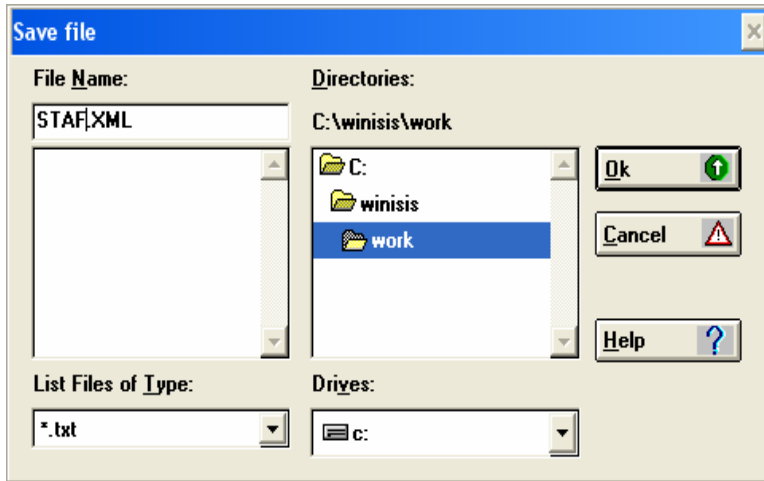 Save file
File Name:
STAF.XML
Directories:
C:\winisis\work
C:
winisis
work
Ok
Cancel
Help
List Files of Type:
*.txt
Drives:
c: